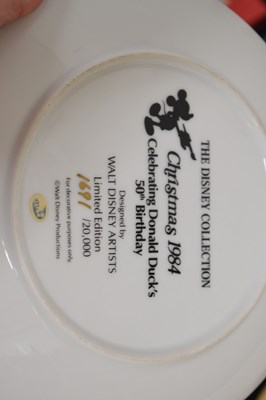 THE DISNEY COLLECTION
Christmas 1984
Celebrating Donald Duck's
50th Birthday
Designed by
WALT DISNEY ARTISTS
Limited Edition
1691/20,000
For decorative purposes only
©Walt Disney Productions